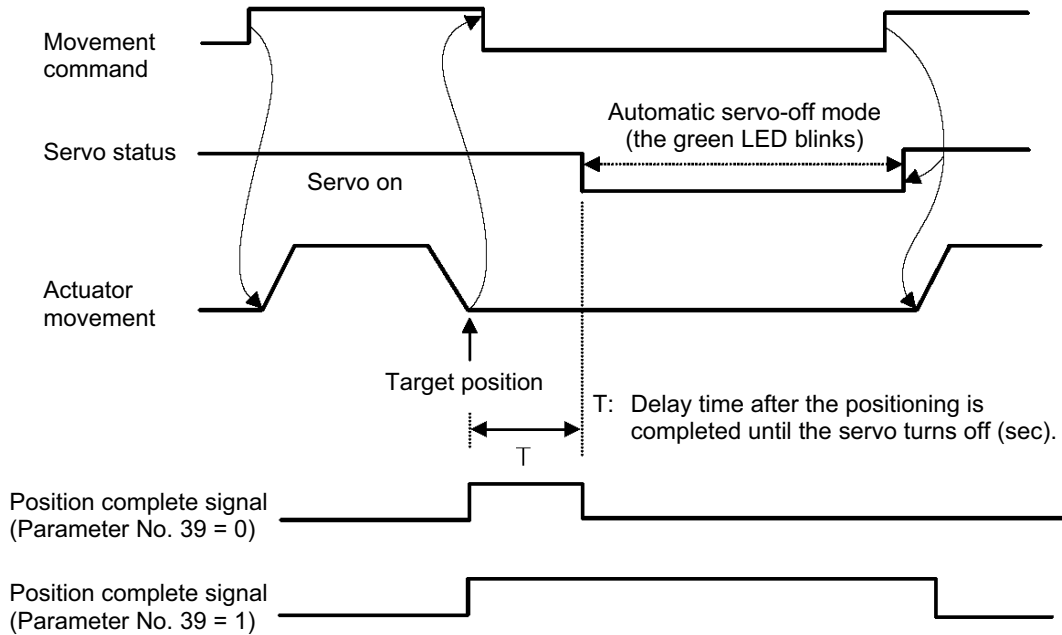 Movement
command
Automatic servo-off mode
(the green LED blinks)
Servo status
Servo on
Actuator
movement
Target position
T: Delay time after the positioning is
completed until the servo turns off (sec).
T
Position complete signal
(Parameter No. 39 = 0)
Position complete signal
(Parameter No. 39 = 1)